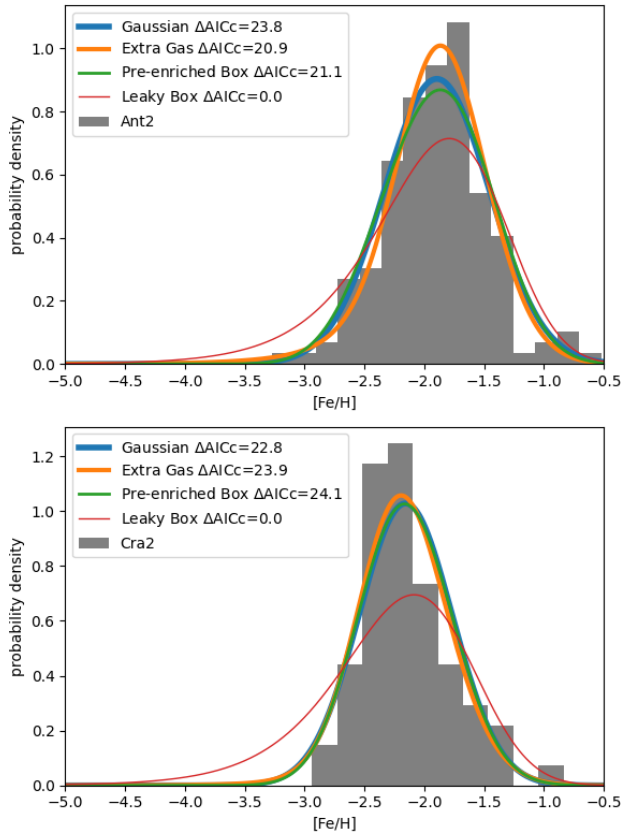 Gaussian ΔAICc=23.8
Extra Gas ΔAICc=20.9
Pre-enriched Box ΔAICc=21.1
Leaky Box ΔAICc=0.0
Ant2
probability density
1.0
0.8
0.6
0.4
0.2
0.0
−5.0 −4.5 −4.0 −3.5 −3.0 −2.5 −2.0 −1.5 −1.0 −0.5
[Fe/H]
Gaussian ΔAICc=22.8
Extra Gas ΔAICc=23.9
Pre-enriched Box ΔAICc=24.1
Leaky Box ΔAICc=0.0
Cra2
probability density
1.2
1.0
0.8
0.6
0.4
0.2
0.0
−5.0 −4.5 −4.0 −3.5 −3.0 −2.5 −2.0 −1.5 −1.0 −0.5
[Fe/H]